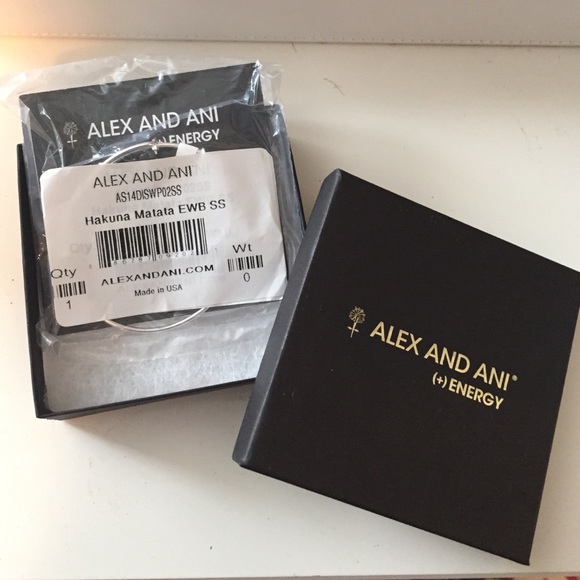 ALEX AND ANI
(+) ENERGY
ALEX AND ANI
AS14DISWP02SS
Hakuna Matata EWB SS
Qty
Wt
1
ALEXANDANI.COM
0
Made in USA
ALEX AND ANI®
(+) ENERGY